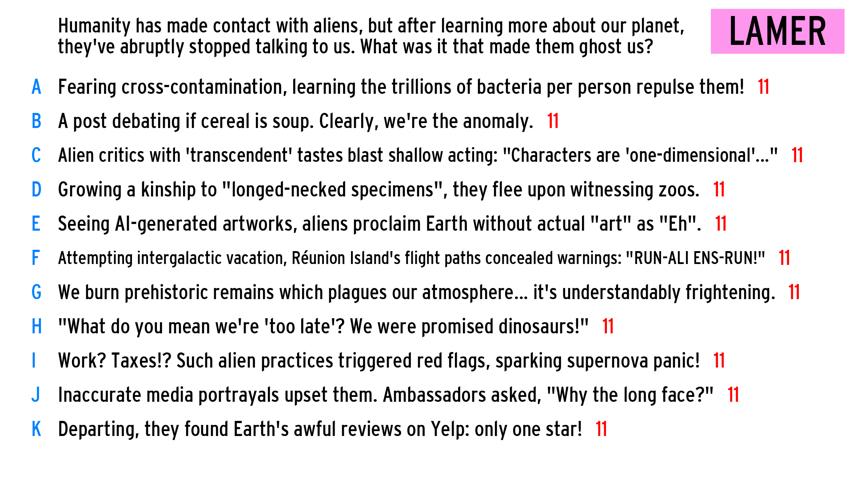 Humanity has made contact with aliens, but after learning more about our planet,
they've abruptly stopped talking to us. What was it that made them ghost us?
LAMER
A Fearing cross-contamination, learning the trillions of bacteria per person repulse them! 11
B A post debating if cereal is soup. Clearly, we're the anomaly. 11
C Alien critics with 'transcendent' tastes blast shallow acting: "Characters are 'one-dimensional'..." 11
D Growing a kinship to "longed-necked specimens", they flee upon witnessing zoos. 11
E Seeing AI-generated artworks, aliens proclaim Earth without actual "art" as "Eh". 11
F Attempting intergalactic vacation, Réunion Island's flight paths concealed warnings: "RUN-ALI ENS-RUN!" 11
G We burn prehistoric remains which plagues our atmosphere... it's understandably frightening. 11
H "What do you mean we're 'too late'? We were promised dinosaurs!" 11
I Work? Taxes!? Such alien practices triggered red flags, sparking supernova panic! 11
J Inaccurate media portrayals upset them. Ambassadors asked, "Why the long face?" 11
K Departing, they found Earth's awful reviews on Yelp: only one star! 11